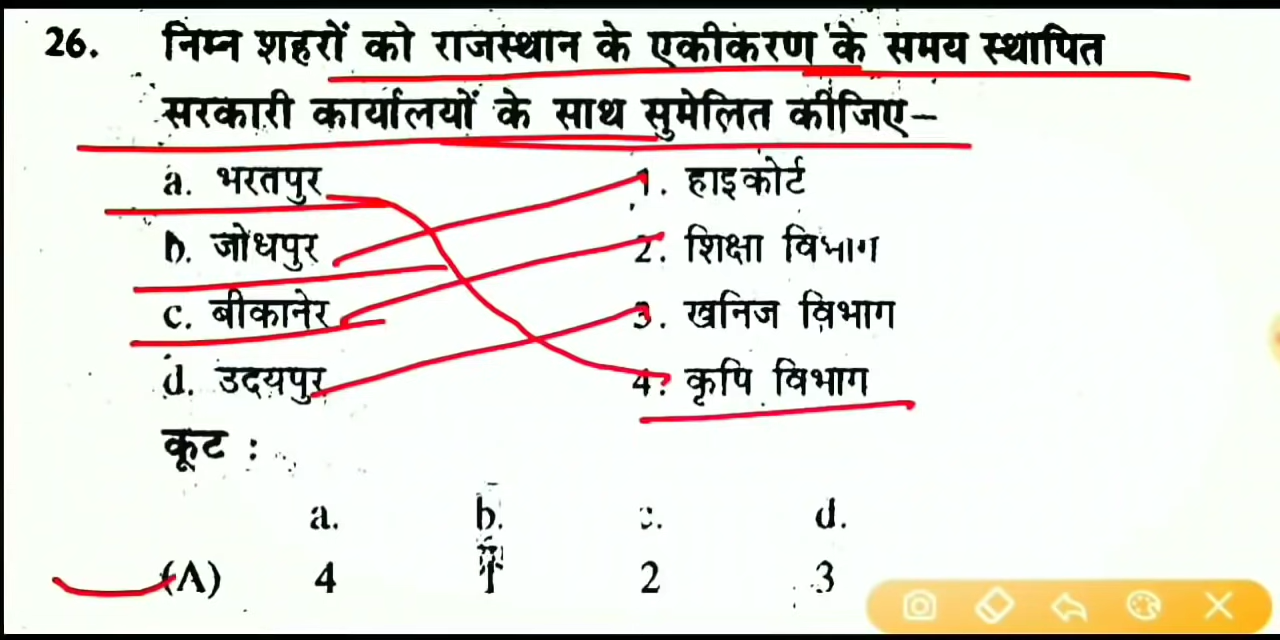 26. निम्न शहरों को राजस्थान के एकीकरण के समय स्थापित
सरकारी कार्यालयों के साथ सुमेलित कीजिए–
a. भरतपुर 1. हाइकोर्ट
b. जोधपुर 2. शिक्षा विभाग
c. बीकानेर 3. खनिज विभाग
d. उदयपुर 4. कृषि विभाग
कूट :
a. b. c. d.
(A) 4 1 2 3